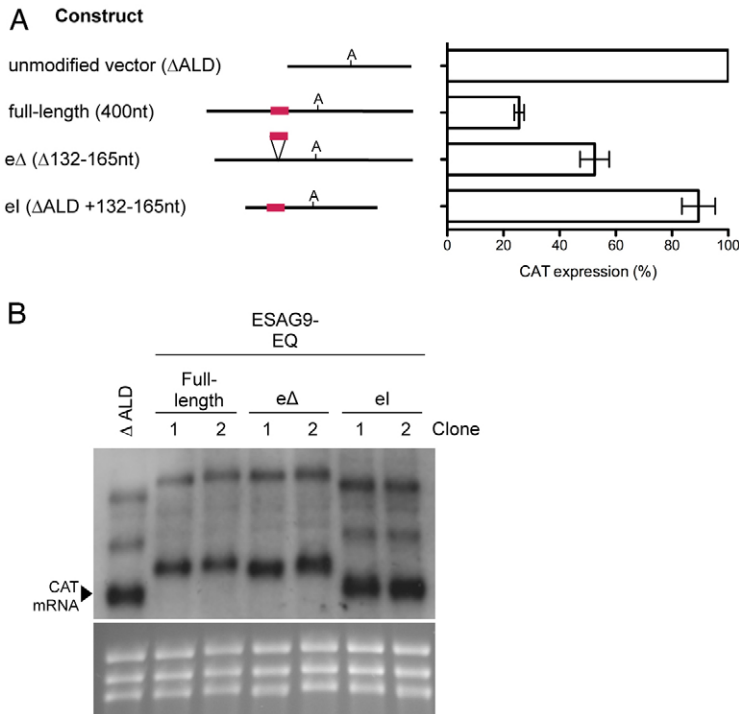 A Construct
unmodified vector (ΔALD)
A
full-length (400nt)
A
eΔ (Δ132-165nt)
A
eI (ΔALD +132-165nt)
A
0 20 40 60 80 100
CAT expression (%)
B
ESAG9-
EQ
Δ ALD
Full-
length
eΔ
eI
1 2 1 2 1 2 Clone
CAT
mRNA